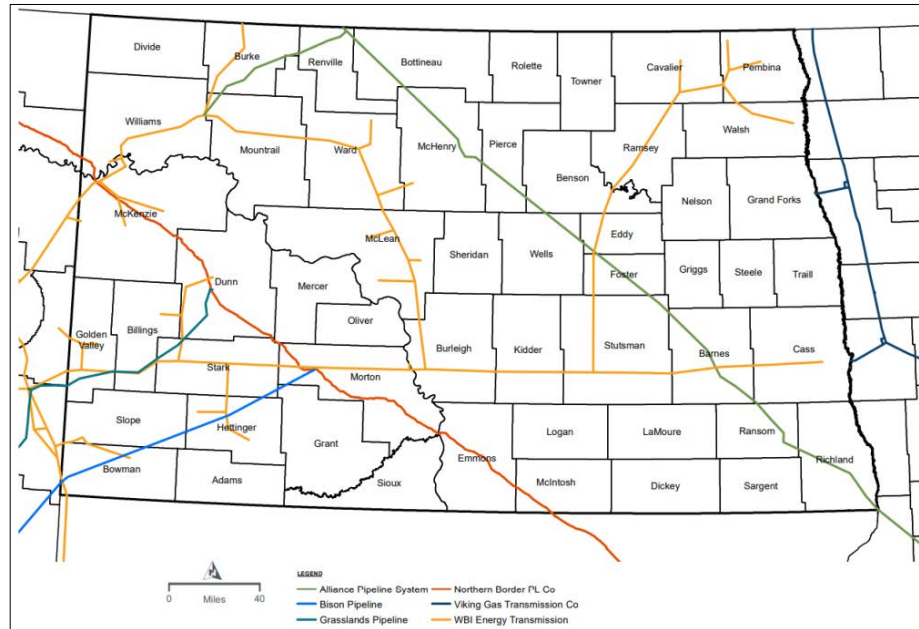 Divide
Burke
Renville
Bottineau
Rolette
Towner
Cavalier
Pembina
Williams
Mountrail
Ward
McHenry
Pierce
Benson
Ramsey
Walsh
McKenzie
McLean
Sheridan
Wells
Eddy
Foster
Nelson
Grand Forks
Griggs
Steele
Traill
Dunn
Mercer
Oliver
Golden
Valley
Billings
Stark
Morton
Burleigh
Kidder
Stutsman
Barnes
Cass
Slope
Hettinger
Grant
Emmons
Logan
LaMoure
Ransom
Richland
Bowman
Adams
Sioux
McIntosh
Dickey
Sargent
N
0 40
Miles
LEGEND
Alliance Pipeline System
Northern Border PL Co
Bison Pipeline
Viking Gas Transmission Co
Grasslands Pipeline
WBI Energy Transmission